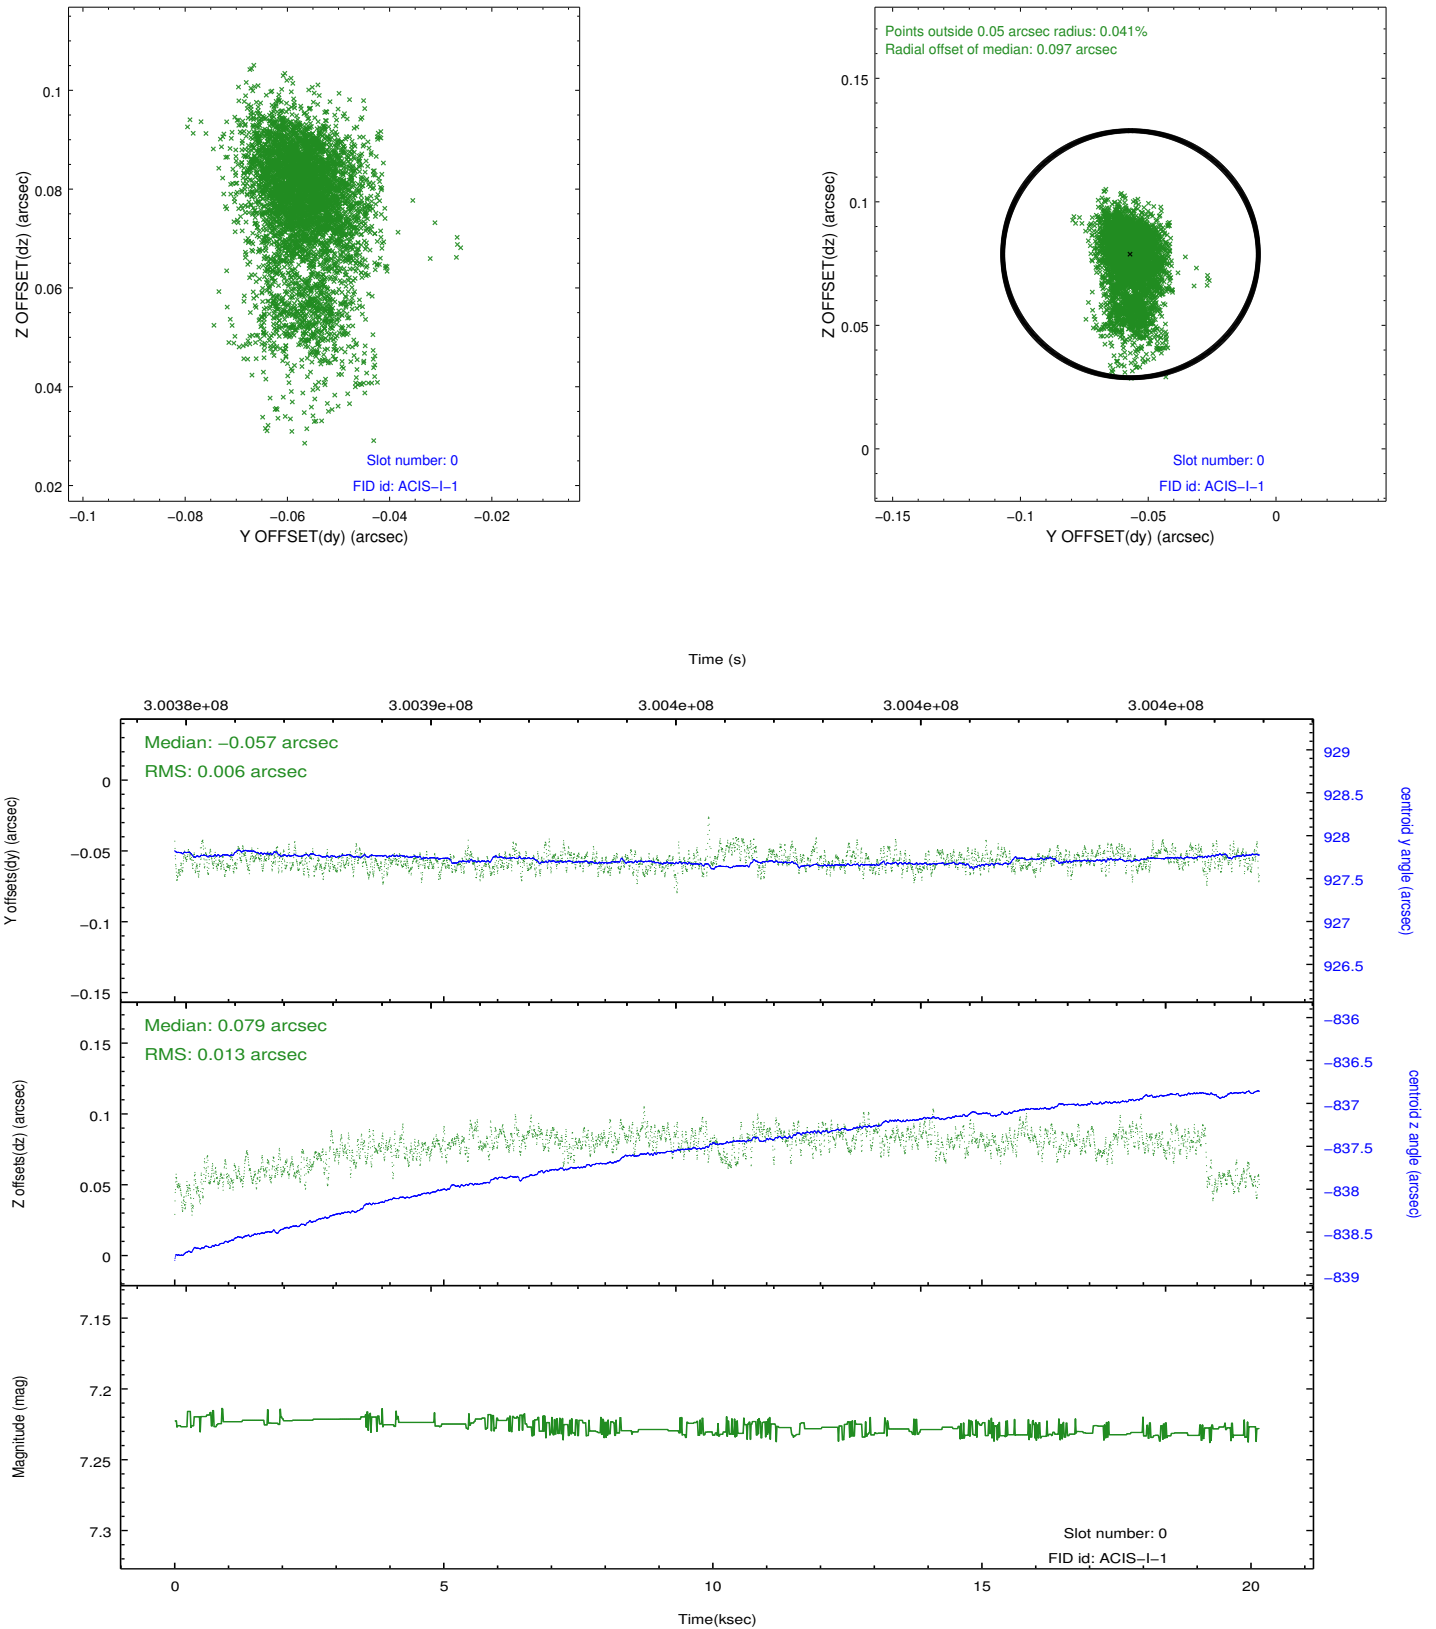 0.1
0.08
0.06
0.04
0.02
Z OFFSET(dz) (arcsec)
Slot number: 0
FID id: ACIS−I−1
−0.1
−0.08
−0.06
−0.04
−0.02
Y OFFSET(dy) (arcsec)
Points outside 0.05 arcsec radius: 0.041%
Radial offset of median: 0.097 arcsec
0.15
0.1
0.05
0
Z OFFSET(dz) (arcsec)
Slot number: 0
FID id: ACIS−I−1
−0.15
−0.1
−0.05
0
Y OFFSET(dy) (arcsec)
Time (s)
3.0038e+08
3.0039e+08
3.004e+08
3.004e+08
3.004e+08
Median: −0.057 arcsec
RMS: 0.006 arcsec
0
−0.05
−0.1
−0.15
Y offsets(dy) (arcsec)
929
928.5
928
927.5
927
926.5
centroid y angle (arcsec)
Median: 0.079 arcsec
RMS: 0.013 arcsec
0.15
0.1
0.05
0
Z offsets(dz) (arcsec)
−836
−836.5
−837
−837.5
−838
−838.5
−839
centroid z angle (arcsec)
7.15
7.2
7.25
7.3
Magnitude (mag)
Slot number: 0
FID id: ACIS−I−1
0
5
10
15
20
Time(ksec)